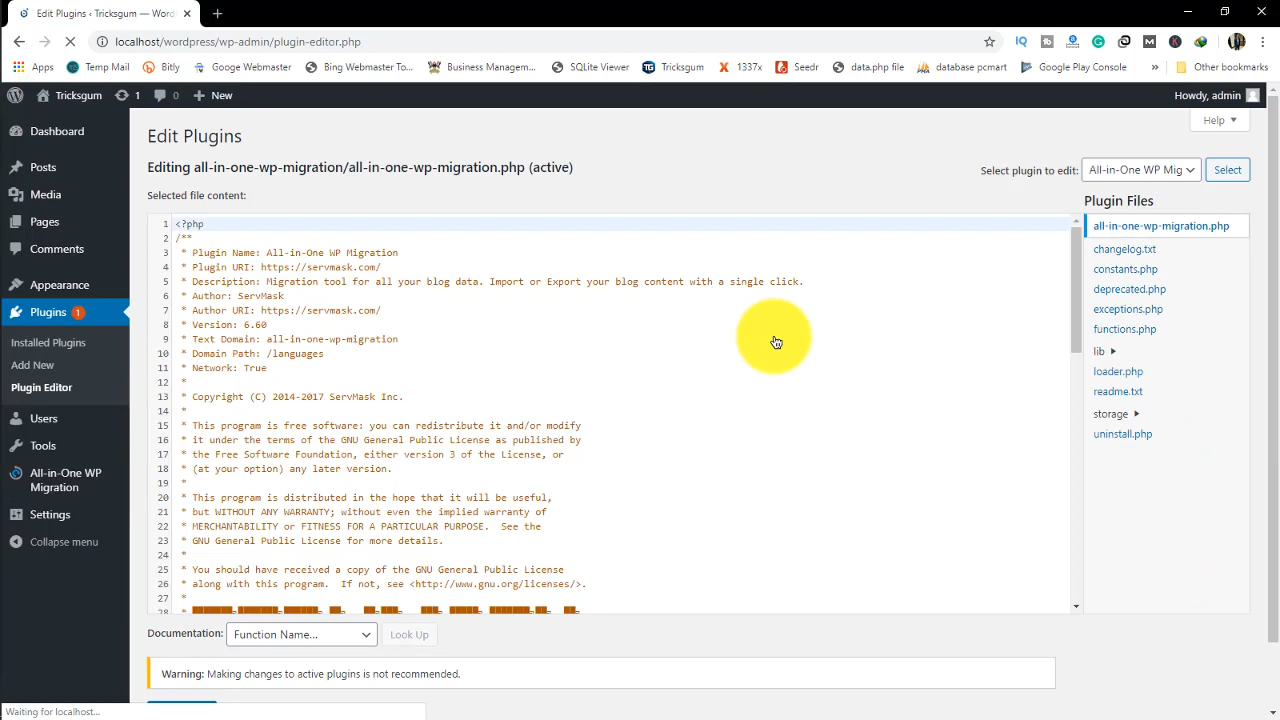 Edit Plugins ‹ Tricksgum — Word
localhost/wordpress/wp-admin/plugin-editor.php
Apps Temp Mail Bitly Googe Webmaster Bing Webmaster To... Business Managem... SQLite Viewer Tricksgum 1337x Seedr data.php file database pcmart Google Play Console » Other bookmarks
Tricksgum 1 0 New Howdy, admin
Help
Dashboard
Posts
Media
Pages
Comments
Appearance
Plugins 1
Installed Plugins
Add New
Plugin Editor
Users
Tools
All-in-One WP
Migration
Settings
Collapse menu
Edit Plugins
Editing all-in-one-wp-migration/all-in-one-wp-migration.php (active)
Select plugin to edit: All-in-One WP Mig Select
Selected file content:
1 <?php
2 /**
3 * Plugin Name: All-in-One WP Migration
4 * Plugin URI: https://servmask.com/
5 * Description: Migration tool for all your blog data. Import or Export your blog content with a single click.
6 * Author: ServMask
7 * Author URI: https://servmask.com/
8 * Version: 6.60
9 * Text Domain: all-in-one-wp-migration
10 * Domain Path: /languages
11 * Network: True
12 *
13 * Copyright (C) 2014-2017 ServMask Inc.
14 *
15 * This program is free software: you can redistribute it and/or modify
16 * it under the terms of the GNU General Public License as published by
17 * the Free Software Foundation, either version 3 of the License, or
18 * (at your option) any later version.
19 *
20 * This program is distributed in the hope that it will be useful,
21 * but WITHOUT ANY WARRANTY; without even the implied warranty of
22 * MERCHANTABILITY or FITNESS FOR A PARTICULAR PURPOSE. See the
23 * GNU General Public License for more details.
24 *
25 * You should have received a copy of the GNU General Public License
26 * along with this program. If not, see <http://www.gnu.org/licenses/>.
27 *
28 *
Plugin Files
all-in-one-wp-migration.php
changelog.txt
constants.php
deprecated.php
exceptions.php
functions.php
lib
loader.php
readme.txt
storage
uninstall.php
Documentation: Function Name... Look Up
Warning: Making changes to active plugins is not recommended.
Waiting for localhost...